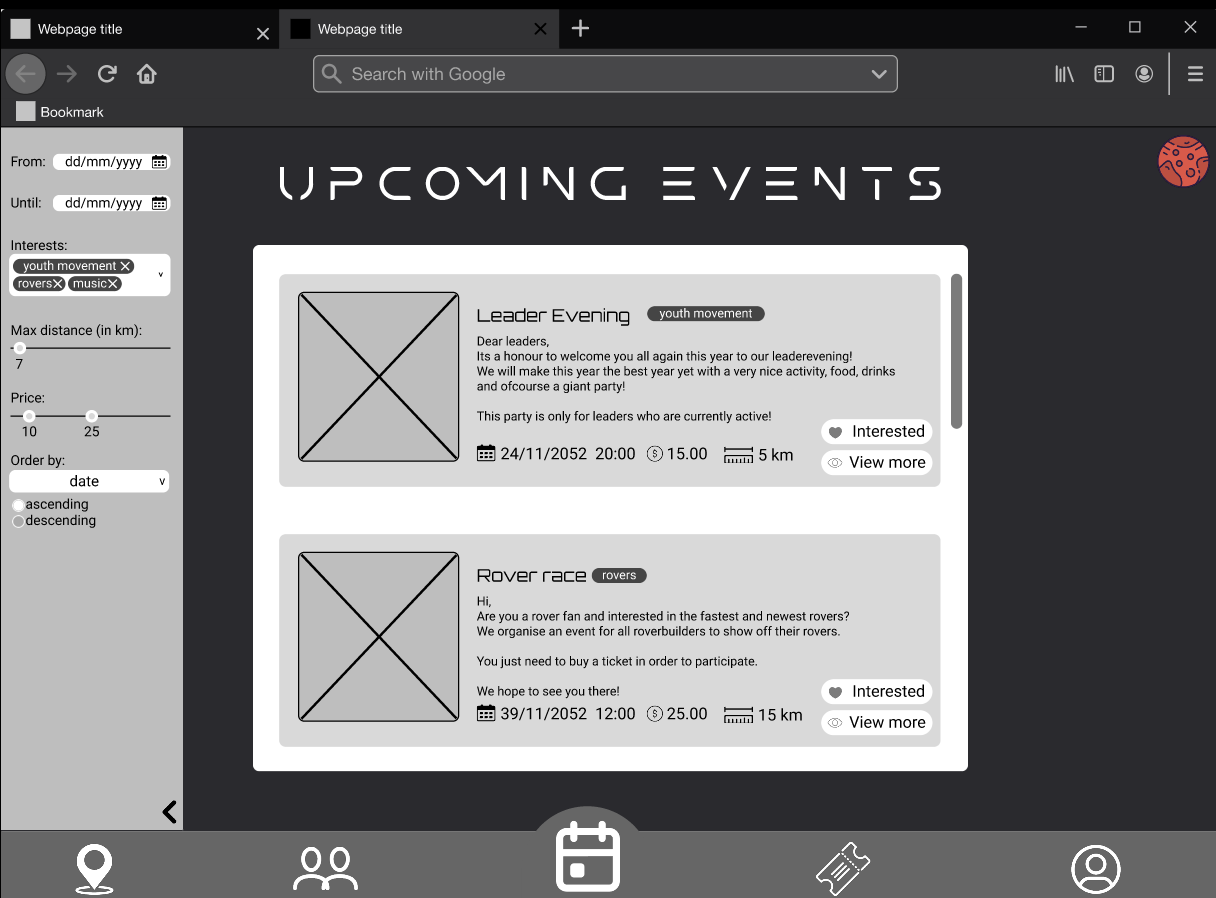 Webpage title
Webpage title
Search with Google
Bookmark
From: dd/mm/yyyy
Until: dd/mm/yyyy
Interests:
youth movement
rovers music
Max distance (in km):
7
Price:
10 25
Order by:
date
ascending
descending
UPCOMING EVENTS
Leader Evening youth movement
Dear leaders,
Its a honour to welcome you all again this year to our leaderevening!
We will make this year the best year yet with a very nice activity, food, drinks
and ofcourse a giant party!
This party is only for leaders who are currently active!
24/11/2052 20:00 $ 15.00 5 km
Interested
View more
Rover race rovers
Hi,
Are you a rover fan and interested in the fastest and newest rovers?
We organise an event for all roverbuilders to show off their rovers.
You just need to buy a ticket in order to participate.
We hope to see you there!
39/11/2052 12:00 $ 25.00 15 km
Interested
View more